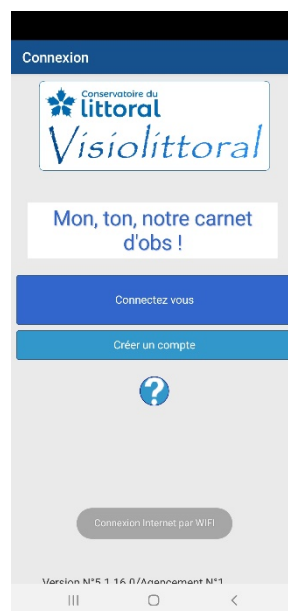 Connexion
Conservatoire du
littoral
Visiolittoral
Mon, ton, notre carnet
d'obs !
Connectez vous
Créer un compte
?
Connexion Internet par WIFI
Version N°5.1.16.0/Agencement N°1